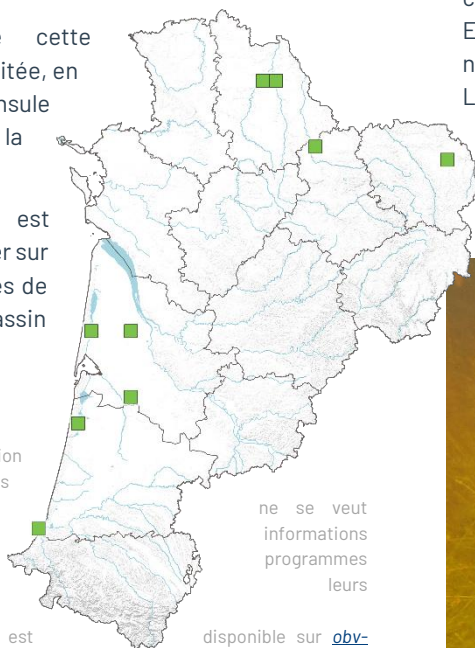 cette
itée, en
nsule
la
est
er sur
es de
assin
ion
s
ne se veut
informations
programmes
leurs
est
disponible sur obv-
E
n
L